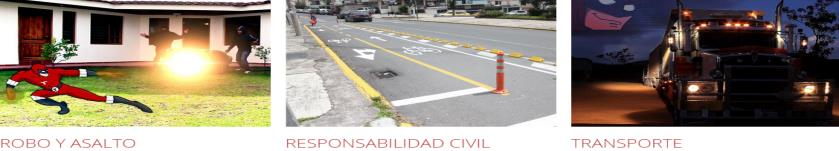 ROBO Y ASALTO
RESPONSABILIDAD CIVIL
TRANSPORTE